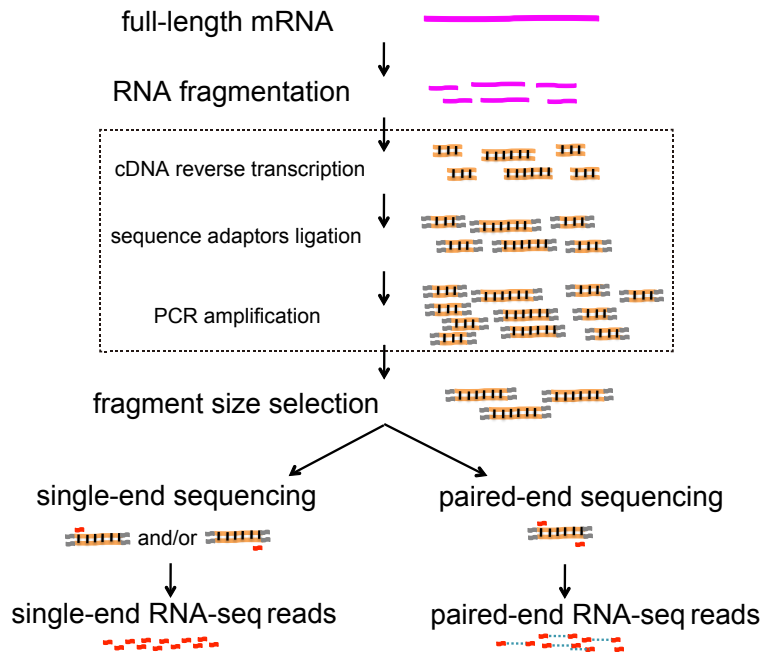 full-length mRNA
RNA fragmentation
cDNA reverse transcription
sequence adaptors ligation
PCR amplification
fragment size selection
single-end sequencing
paired-end sequencing
and/or
single-end RNA-seq reads
paired-end RNA-seq reads